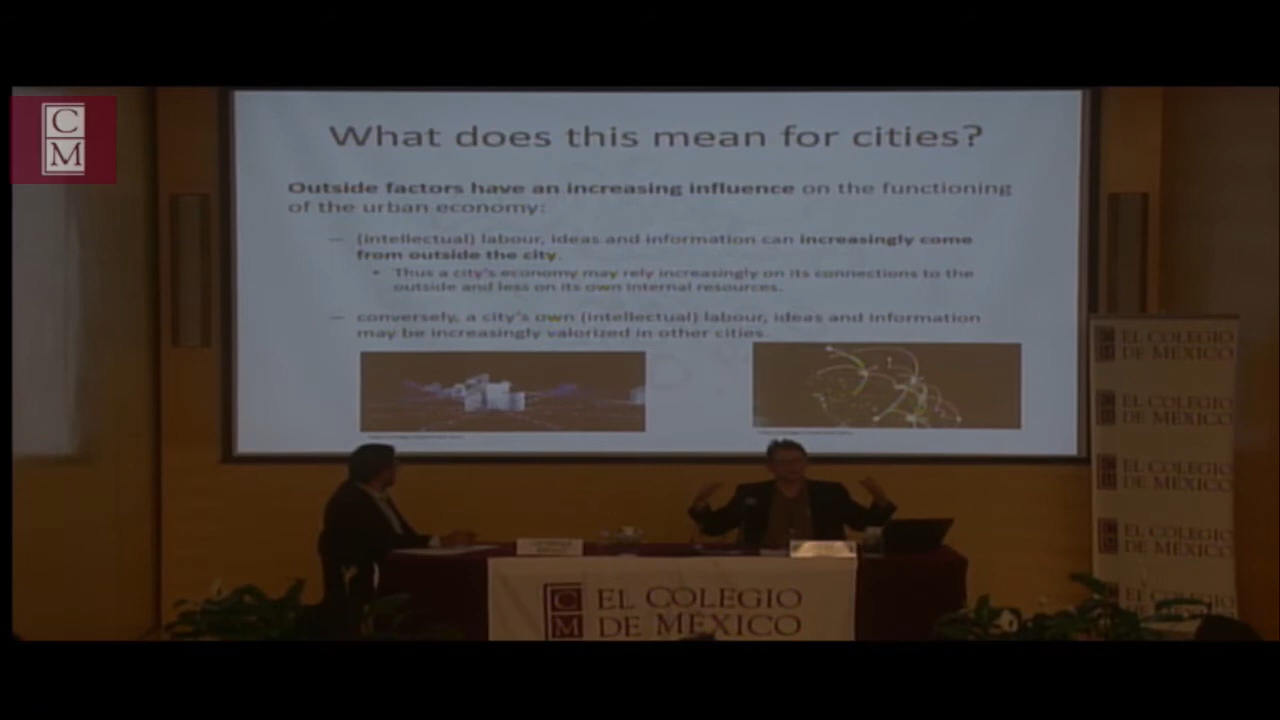 C
M
What does this mean for cities?
Outside factors have an increasing influence on the functioning
of the urban economy:
— (intellectual) labour, ideas and information can increasingly come
from outside the city.
• Thus a city's economy may rely increasingly on its connections to the
outside and less on its own internal resources.
— conversely, a city's own (intellectual) labour, ideas and information
may be increasingly valorized in other cities.
EL COLEGIO
DE MÉXICO
EL COLEGIO
DE MÉXICO
EL COLEGIO
DE MÉXICO
EL COLEGIO
DE MÉXICO
EL COLEGIO
C
M
EL COLEGIO
DE MÉXICO